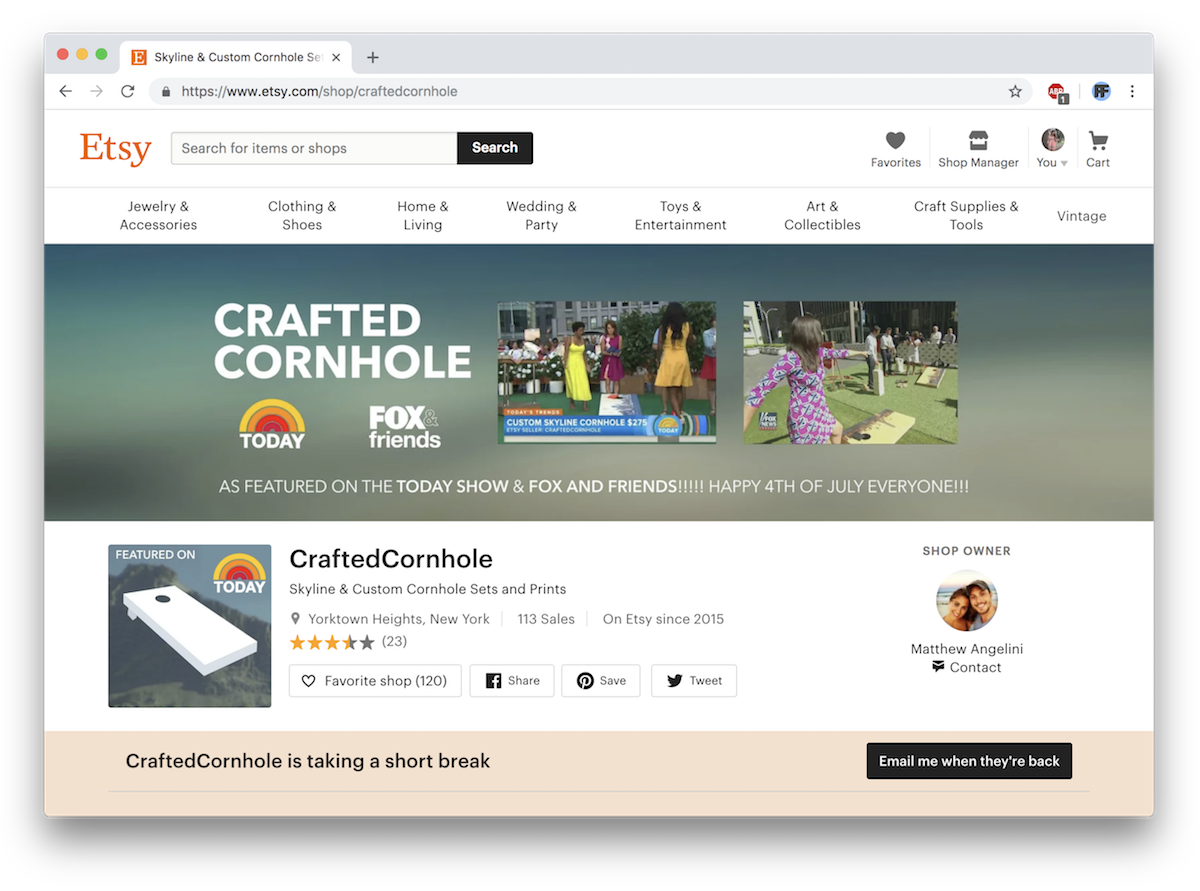 Skyline & Custom Cornhole Se
https://www.etsy.com/shop/craftedcornhole
ABP
1
Etsy
Search for items or shops
Search
Favorites
Shop Manager
You
Cart
Jewelry &
Accessories
Clothing &
Shoes
Home &
Living
Wedding &
Party
Toys &
Entertainment
Art &
Collectibles
Craft Supplies &
Tools
Vintage
CRAFTED
CORNHOLE
TODAY
FOX&
friends
TODAY'S TRENDS
CUSTOM SKYLINE CORNHOLE $275
ETSY SELLER: CRAFTEDCORNHOLE
TODAY
FOX
NEWS
AS FEATURED ON THE TODAY SHOW & FOX AND FRIENDS!!!!! HAPPY 4TH OF JULY EVERYONE!!!
FEATURED ON
TODAY
CraftedCornhole
Skyline & Custom Cornhole Sets and Prints
Yorktown Heights, New York
113 Sales
On Etsy since 2015
(23)
Favorite shop (120)
Share
Save
Tweet
SHOP OWNER
Matthew Angelini
Contact
CraftedCornhole is taking a short break
Email me when they're back